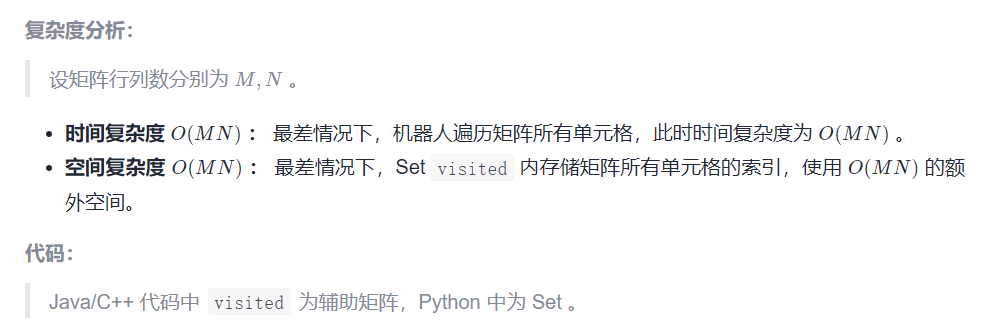 复杂度分析：
设矩阵行列数分别为 M, N 。
• 时间复杂度 O(MN) ： 最差情况下，机器人遍历矩阵所有单元格，此时时间复杂度为 O(MN) 。
• 空间复杂度 O(MN) ： 最差情况下，Set visited 内存储矩阵所有单元格的索引，使用 O(MN) 的额
外空间。
代码：
Java/C++ 代码中 visited 为辅助矩阵，Python 中为 Set 。